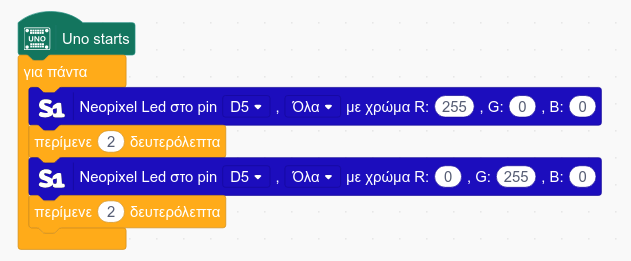 UNO Uno starts
για πάντα
S1 Neopixel Led στο pin D5 , Όλα με χρώμα R: 255 , G: 0 , B: 0
περίμενε 2 δευτερόλεπτα
S1 Neopixel Led στο pin D5 , Όλα με χρώμα R: 0 , G: 255 , B: 0
περίμενε 2 δευτερόλεπτα